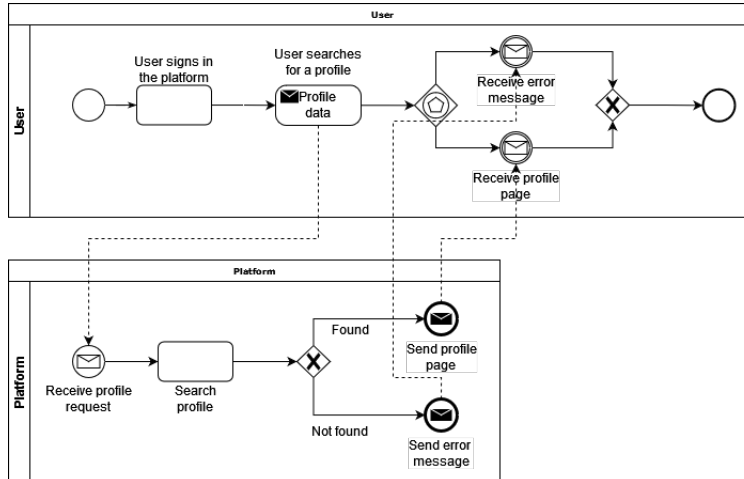 User
User
User signs in
the platform
User searches
for a profile
Profile
data
Receive error
message
Receive profile
page
Platform
Platform
Receive profile
request
Search
profile
Found
Not found
Send profile
page
Send error
message